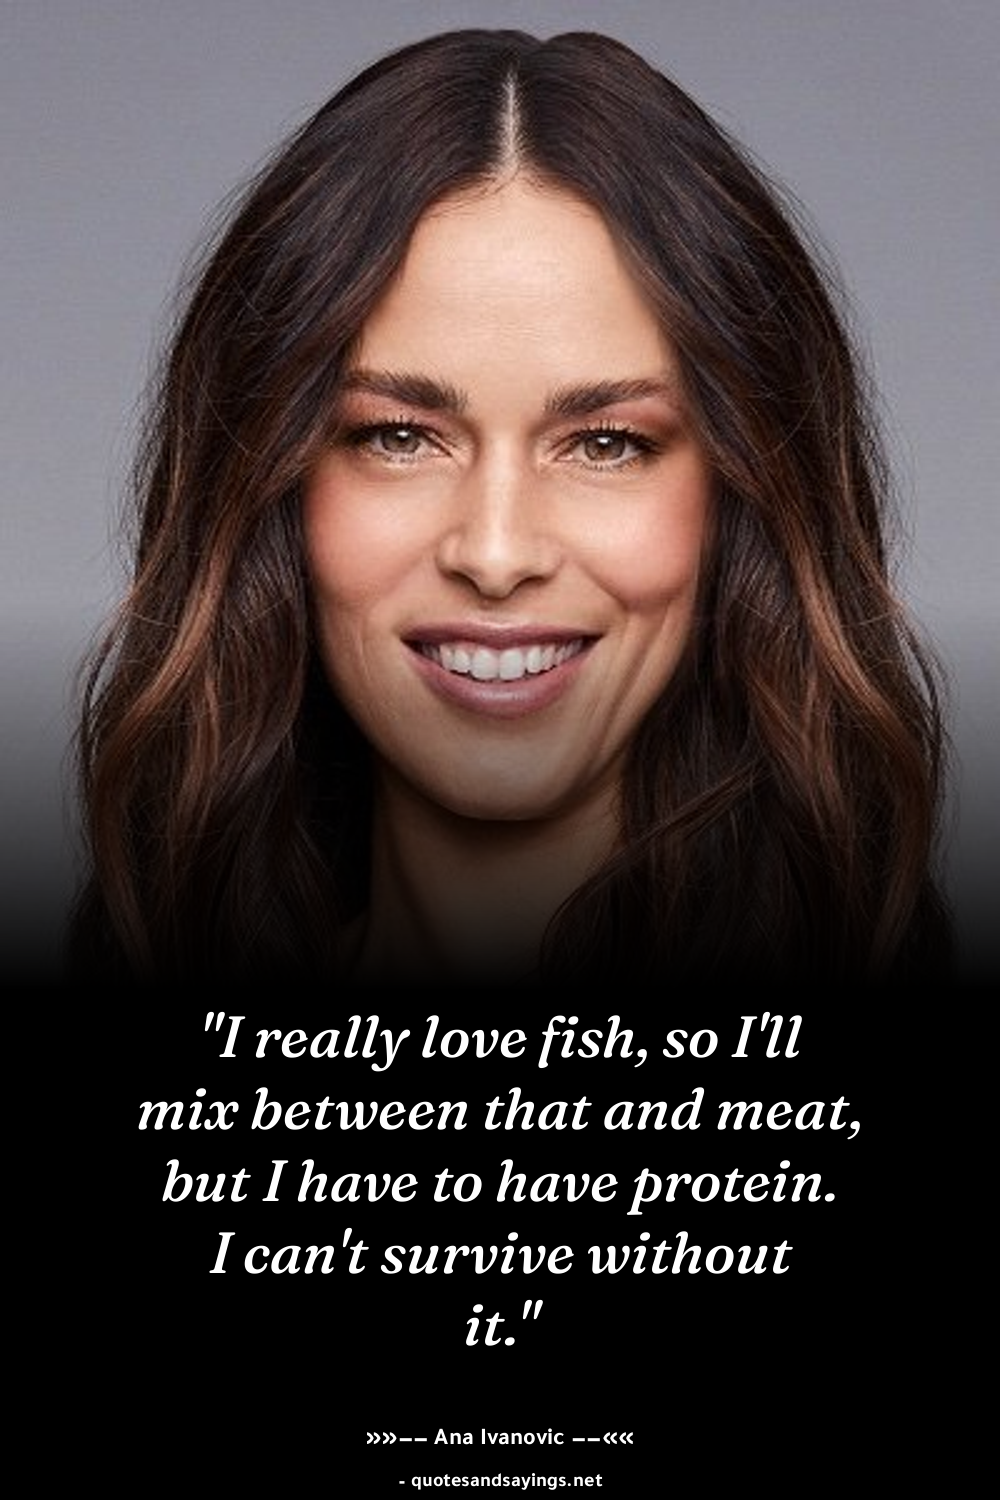 "I really love fish, so I'll
mix between that and meat,
but I have to have protein.
I can't survive without
it."
»»−− Ana Ivanovic −−««
- quotesandsayings.net